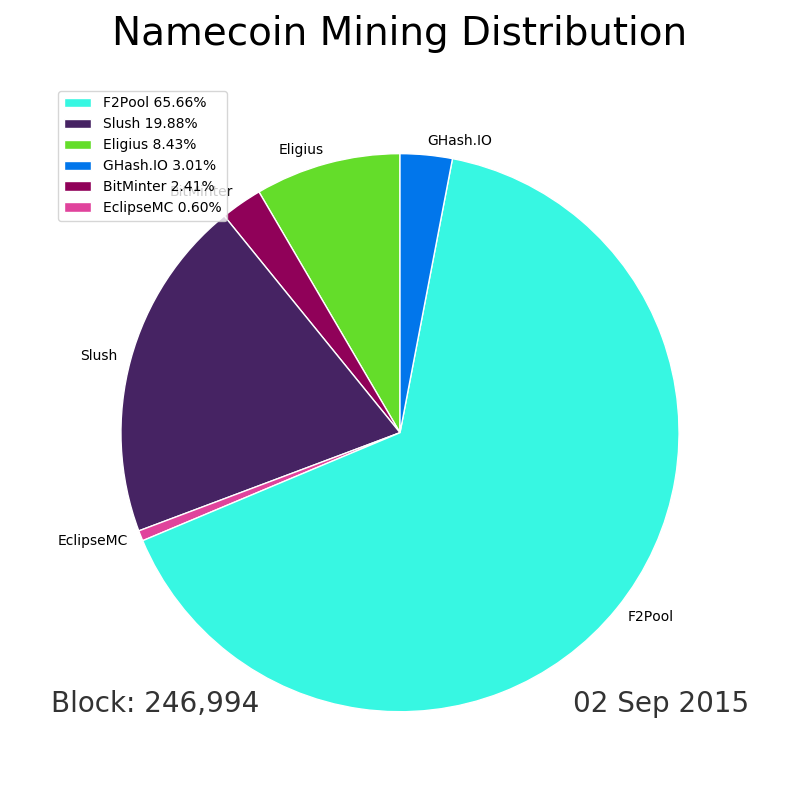 Namecoin Mining Distribution
F2Pool 65.66%
Slush 19.88%
Eligius 8.43%
GHash.IO 3.01%
BitMinter 2.41%
EclipseMC 0.60%
GHash.IO
Eligius
BitMinter
Slush
EclipseMC
F2Pool
Block: 246,994
02 Sep 2015